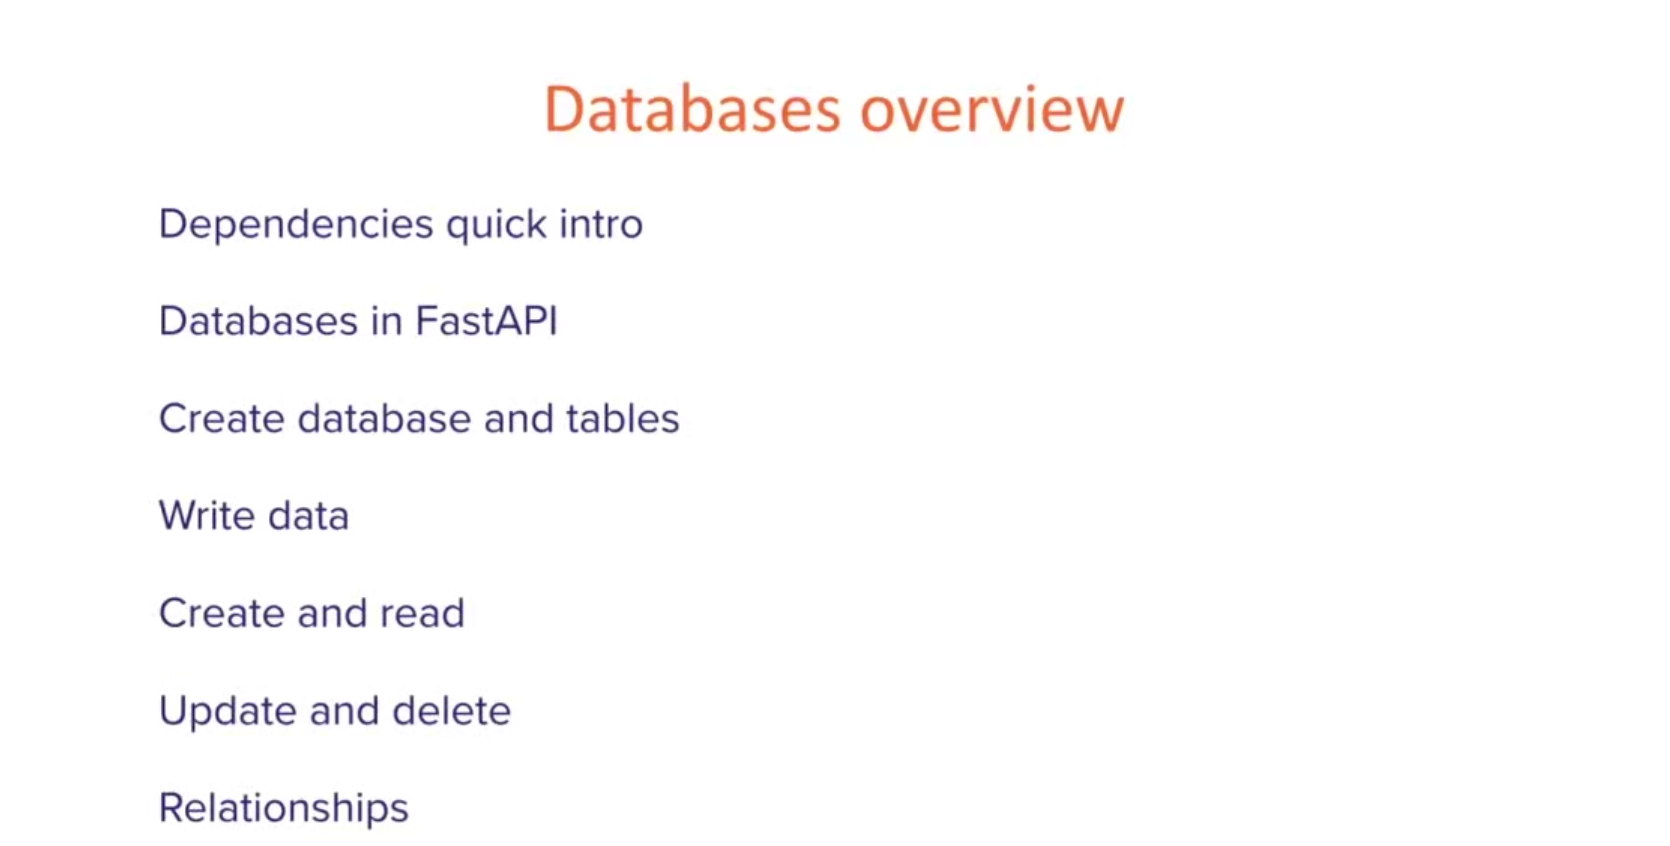 Databases overview
Dependencies quick intro
Databases in FastAPI
Create database and tables
Write data
Create and read
Update and delete
Relationships